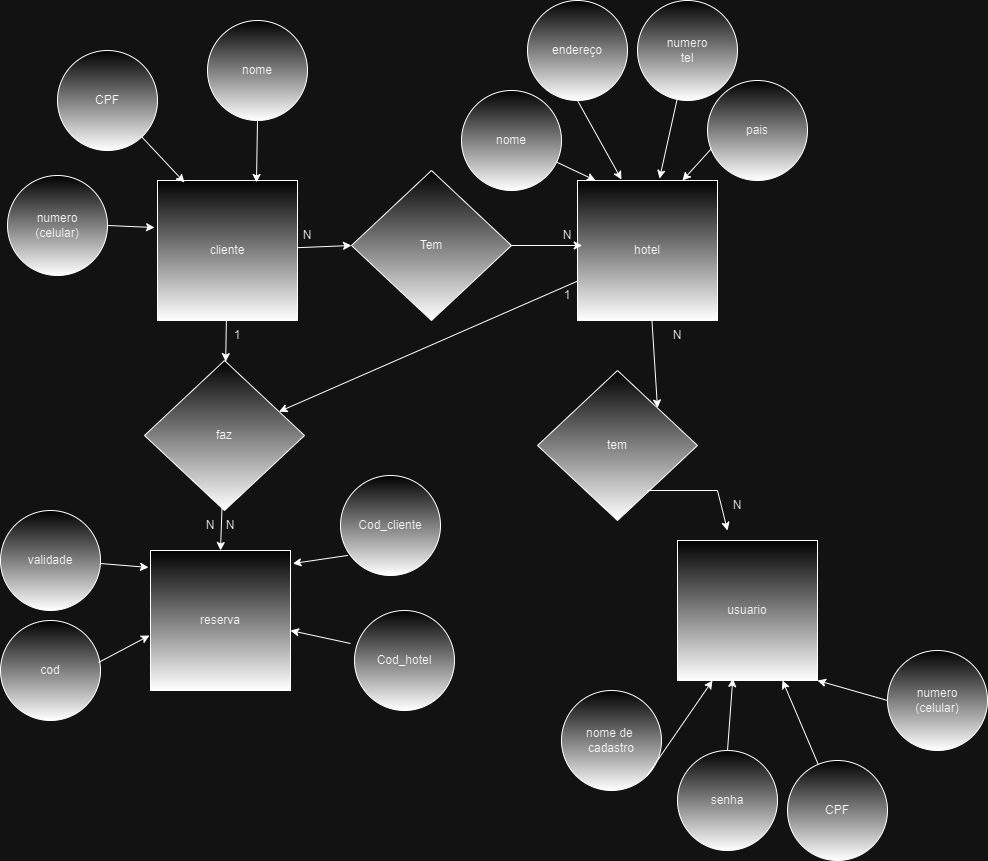 endereço
numero
tel
nome
CPF
nome
pais
numero
(celular)
cliente
N
Tem
N
hotel
1
1
N
faz
tem
N
N
N
Cod_cliente
validade
reserva
usuario
cod
Cod_hotel
numero
(celular)
nome de
cadastro
senha
CPF